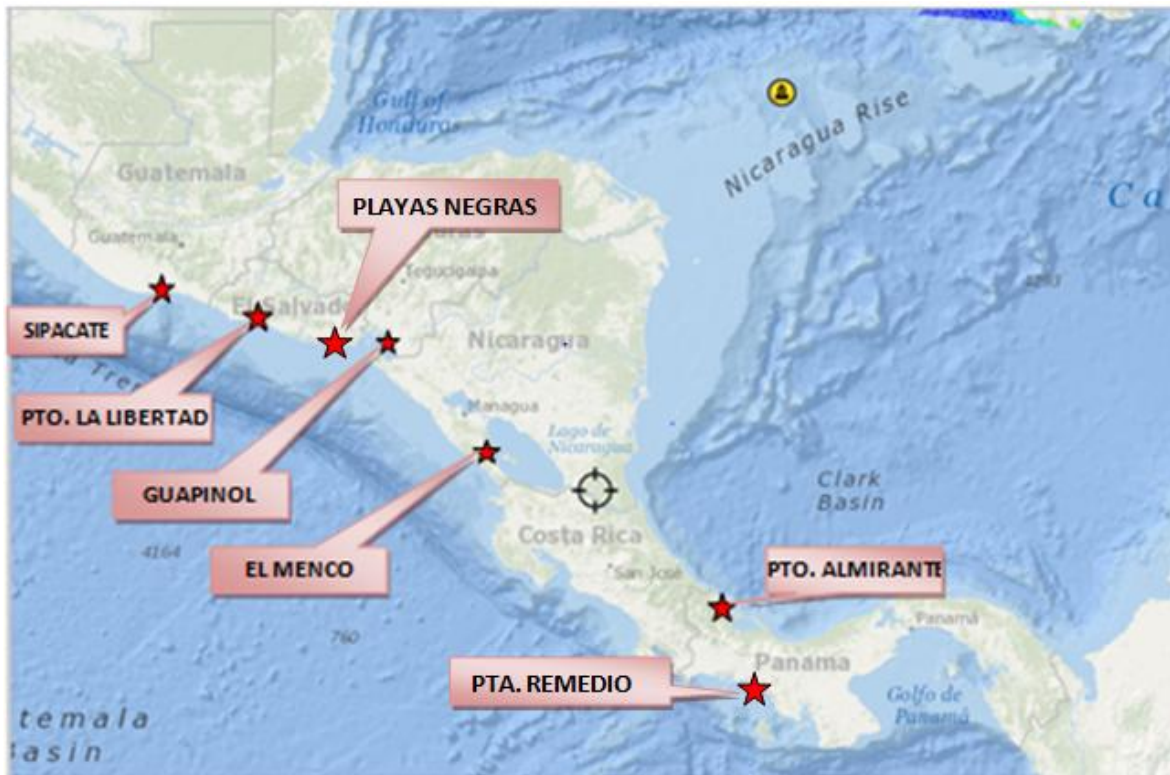 Gulf of
Honduras
Nicaragua Rise
Guatemala
Ca
PLAYAS NEGRAS
Guatemala
Tegucigalpa
El Salvado
SIPACATE
Nicaragua
PTO. LA LIBERTAD
Managua
Lago de
Nicaragua
Clark
Basin
GUAPINOL
Costa Rica
4164
EL MENCO
San José
PTO. ALMIRANTE
Panamá
760
Panama
PTA. REMEDIO
Golfo de
Panamá
temala
asin